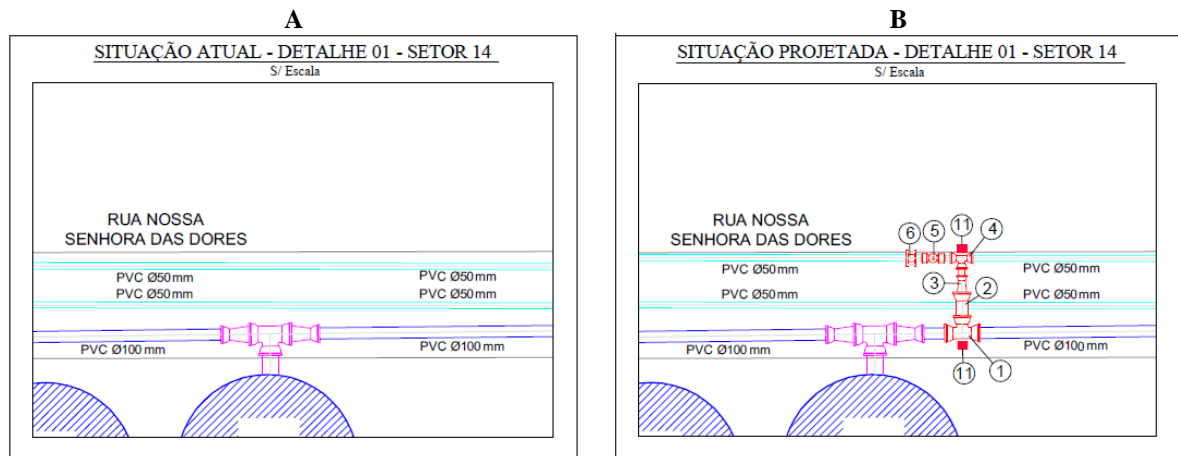 A
SITUAÇÃO ATUAL - DETALHE 01 - SETOR 14
S/ Escala
RUA NOSSA
SENHORA DAS DORES
PVC Ø50mm
PVC Ø50mm
PVC Ø50mm
PVC Ø50mm
PVC Ø100mm
PVC Ø100mm
B
SITUAÇÃO PROJETADA - DETALHE 01 - SETOR 14
S/ Escala
RUA NOSSA
SENHORA DAS DORES
6
5
11
4
PVC Ø50mm
PVC Ø50mm
3
2
PVC Ø50mm
PVC Ø50mm
PVC Ø100mm
PVC Ø100mm
11
1